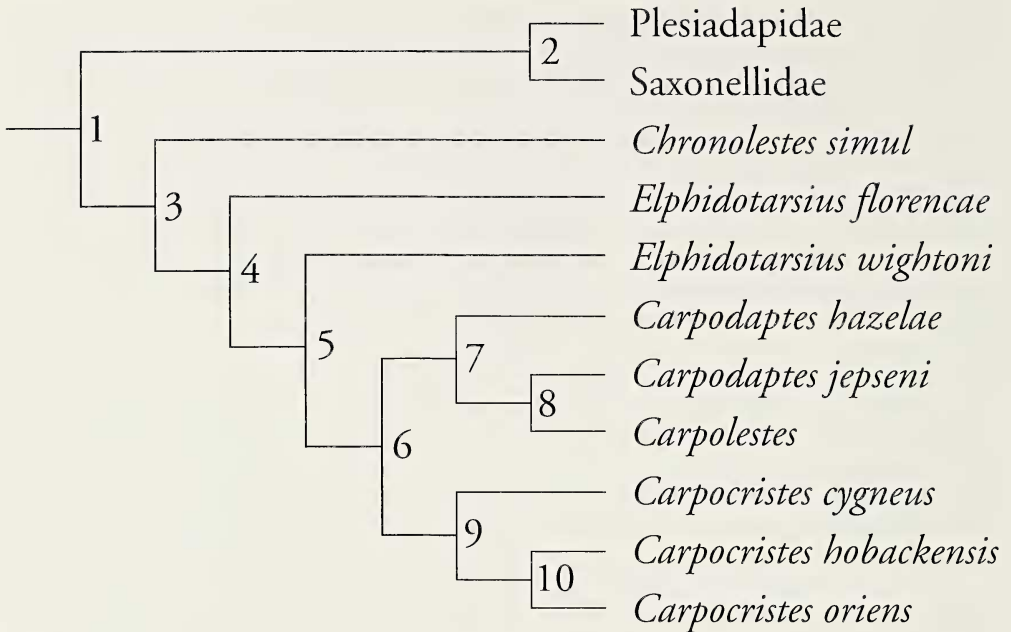 Plesiadapidae
2
Saxonellidae
1
Chronolestes simul
3
Elphidotarsius florencae
4
Elphidotarsius wightoni
5
Carpodaptes hazelae
7
Carpodaptes jepseni
8
Carpolestes
6
Carpocristes cygneus
9
Carpocristes hobackensis
10
Carpocristes oriens